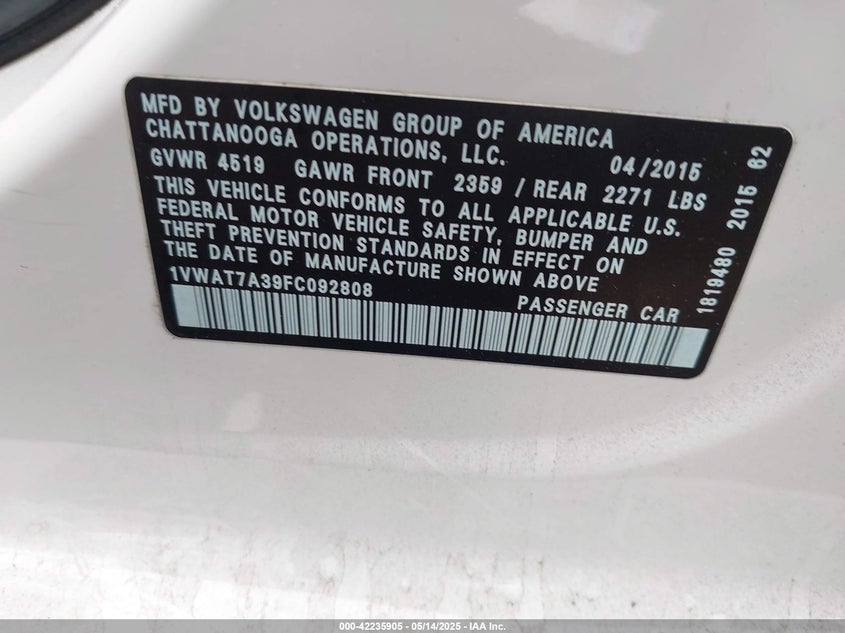 MFD BY VOLKSWAGEN GROUP OF AMERICA
CHATTANOOGA OPERATIONS, LLC. 04/2015
GVWR 4519 GAWR FRONT 2359 / REAR 2271 LBS
THIS VEHICLE CONFORMS TO ALL APPLICABLE U.S.
FEDERAL MOTOR VEHICLE SAFETY, BUMPER AND
THEFT PREVENTION STANDARDS IN EFFECT ON
THE DATE OF MANUFACTURE SHOWN ABOVE
1VWAT7A39FC092808 PASSENGER CAR
1819480 2015 62
000-42235905 - 05/14/2025 - IAA Inc.